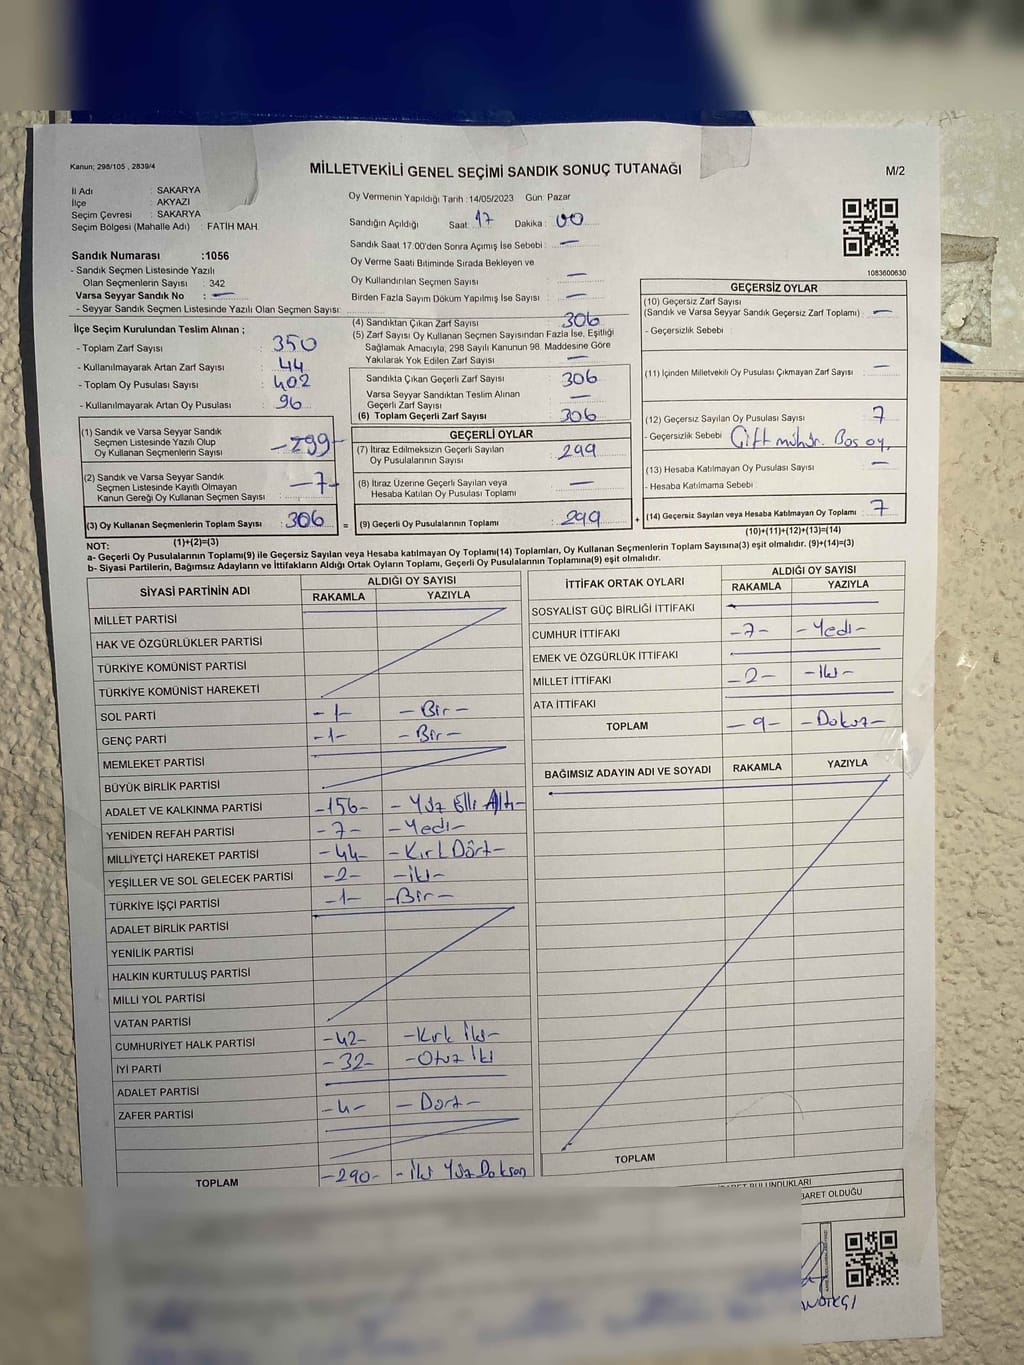 Kanun; 298/105 , 2839/4
MİLLETVEKİLİ GENEL SEÇİMİ SANDIK SONUÇ TUTANAĞI
M/2
İl Adı : SAKARYA
İlçe : AKYAZI
Seçim Çevresi : SAKARYA
Seçim Bölgesi (Mahalle Adı) : FATİH MAH.
Oy Vermenin Yapıldığı Tarih : 14/05/2023 Gün: Pazar
Sandığın Açıldığı Saat: 17 Dakika : 00
Sandık Saat 17:00'den Sonra Açımış İse Sebebi : —
Oy Verme Saati Bitiminde Sırada Bekleyen ve
Oy Kullandırılan Seçmen Sayısı : —
Birden Fazla Sayım Döküm Yapılmış İse Sayısı : —
Sandık Numarası :1056
- Sandık Seçmen Listesinde Yazılı
Olan Seçmenlerin Sayısı : 342
Varsa Seyyar Sandık No : —
- Seyyar Sandık Seçmen Listesinde Yazılı Olan Seçmen Sayısı:
1083600630
İlçe Seçim Kurulundan Teslim Alınan ;
- Toplam Zarf Sayısı : 350
- Kullanılmayarak Artan Zarf Sayısı : 44
- Toplam Oy Pusulası Sayısı : 402
- Kullanılmayarak Artan Oy Pusulası : 96
(1) Sandık ve Varsa Seyyar Sandık
Seçmen Listesinde Yazılı Olup
Oy Kullanan Seçmenlerin Sayısı : -299-
(2) Sandık ve Varsa Seyyar Sandık
Seçmen Listesinde Kayıtlı Olmayan
Kanun Gereği Oy Kullanan Seçmen Sayısı : -7-
(3) Oy Kullanan Seçmenlerin Toplam Sayısı : 306
(1)+(2)=(3)
(4) Sandıktan Çıkan Zarf Sayısı : 306
(5) Zarf Sayısı Oy Kullanan Seçmen Sayısından Fazla İse, Eşitliği
Sağlamak Amacıyla, 298 Sayılı Kanunun 98. Maddesine Göre
Yakılarak Yok Edilen Zarf Sayısı : —
Sandıkta Çıkan Geçerli Zarf Sayısı : 306
Varsa Seyyar Sandıktan Teslim Alınan
Geçerli Zarf Sayısı : —
(6) Toplam Geçerli Zarf Sayısı : 306
GEÇERLİ OYLAR
(7) İtiraz Edilmeksizin Geçerli Sayılan
Oy Pusulalarının Sayısı : 299
(8) İtiraz Üzerine Geçerli Sayılan veya
Hesaba Katılan Oy Pusulası Toplamı : —
= (9) Geçerli Oy Pusulalarının Toplamı : 299
GEÇERSİZ OYLAR
(10) Geçersiz Zarf Sayısı
(Sandık ve Varsa Seyyar Sandık Geçersiz Zarf Toplamı) : —
- Geçersizlik Sebebi :
(11) İçinden Milletvekili Oy Pusulası Çıkmayan Zarf Sayısı : —
(12) Geçersiz Sayılan Oy Pusulası Sayısı : 7
- Geçersizlik Sebebi : Çift mühür. Boş oy.
(13) Hesaba Katılmayan Oy Pusulası Sayısı : —
- Hesaba Katılmama Sebebi :
+ (14) Geçersiz Sayılan veya Hesaba Katılmayan Oy Toplamı : 7
(10)+(11)+(12)+(13)=(14)
NOT:
a- Geçerli Oy Pusulalarının Toplamı(9) ile Geçersiz Sayılan veya Hesaba katılmayan Oy Toplamı(14) Toplamları, Oy Kullanan Seçmenlerin Toplam Sayısına(3) eşit olmalıdır. (9)+(14)=(3)
b- Siyasi Partilerin, Bağımsız Adayların ve İttifakların Aldığı Oyların Toplamı, Geçerli Oy Pusulalarının Toplamına(9) eşit olmalıdır.
SİYASİ PARTİNİN ADI ALDIĞI OY SAYISI
RAKAMLA YAZIYLA
MİLLET PARTİSİ
HAK VE ÖZGÜRLÜKLER PARTİSİ
TÜRKİYE KOMÜNİST PARTİSİ
TÜRKİYE KOMÜNİST HAREKETİ
SOL PARTİ -1- -Bir-
GENÇ PARTİ -1- -Bir-
MEMLEKET PARTİSİ
BÜYÜK BİRLİK PARTİSİ
ADALET VE KALKINMA PARTİSİ -156- -Yüz Elli Altı-
YENİDEN REFAH PARTİSİ -7- -Yedi-
MİLLİYETÇİ HAREKET PARTİSİ -44- -Kırk Dört-
YEŞİLLER VE SOL GELECEK PARTİSİ -2- -iki-
TÜRKİYE İŞÇİ PARTİSİ -1- -Bir-
ADALET BİRLİK PARTİSİ
YENİLİK PARTİSİ
HALKIN KURTULUŞ PARTİSİ
MİLLİ YOL PARTİSİ
VATAN PARTİSİ
CUMHURİYET HALK PARTİSİ -42- -Kırk İki-
İYİ PARTİ -32- -Otuz İki
ADALET PARTİSİ
ZAFER PARTİSİ -4- -Dört-
TOPLAM -290- -İki Yüz Doksan
İTTİFAK ORTAK OYLARI ALDIĞI OY SAYISI
RAKAMLA YAZIYLA
SOSYALİST GÜÇ BİRLİĞİ İTTİFAKI
CUMHUR İTTİFAKI -7- -Yedi-
EMEK VE ÖZGÜRLÜK İTTİFAKI
MİLLET İTTİFAKI -2- -İki-
ATA İTTİFAKI
TOPLAM -9- -Dokuz-
BAĞIMSIZ ADAYIN ADI VE SOYADI RAKAMLA YAZIYLA
TOPLAM
BULUNDUKLARI
BARET OLDUĞU